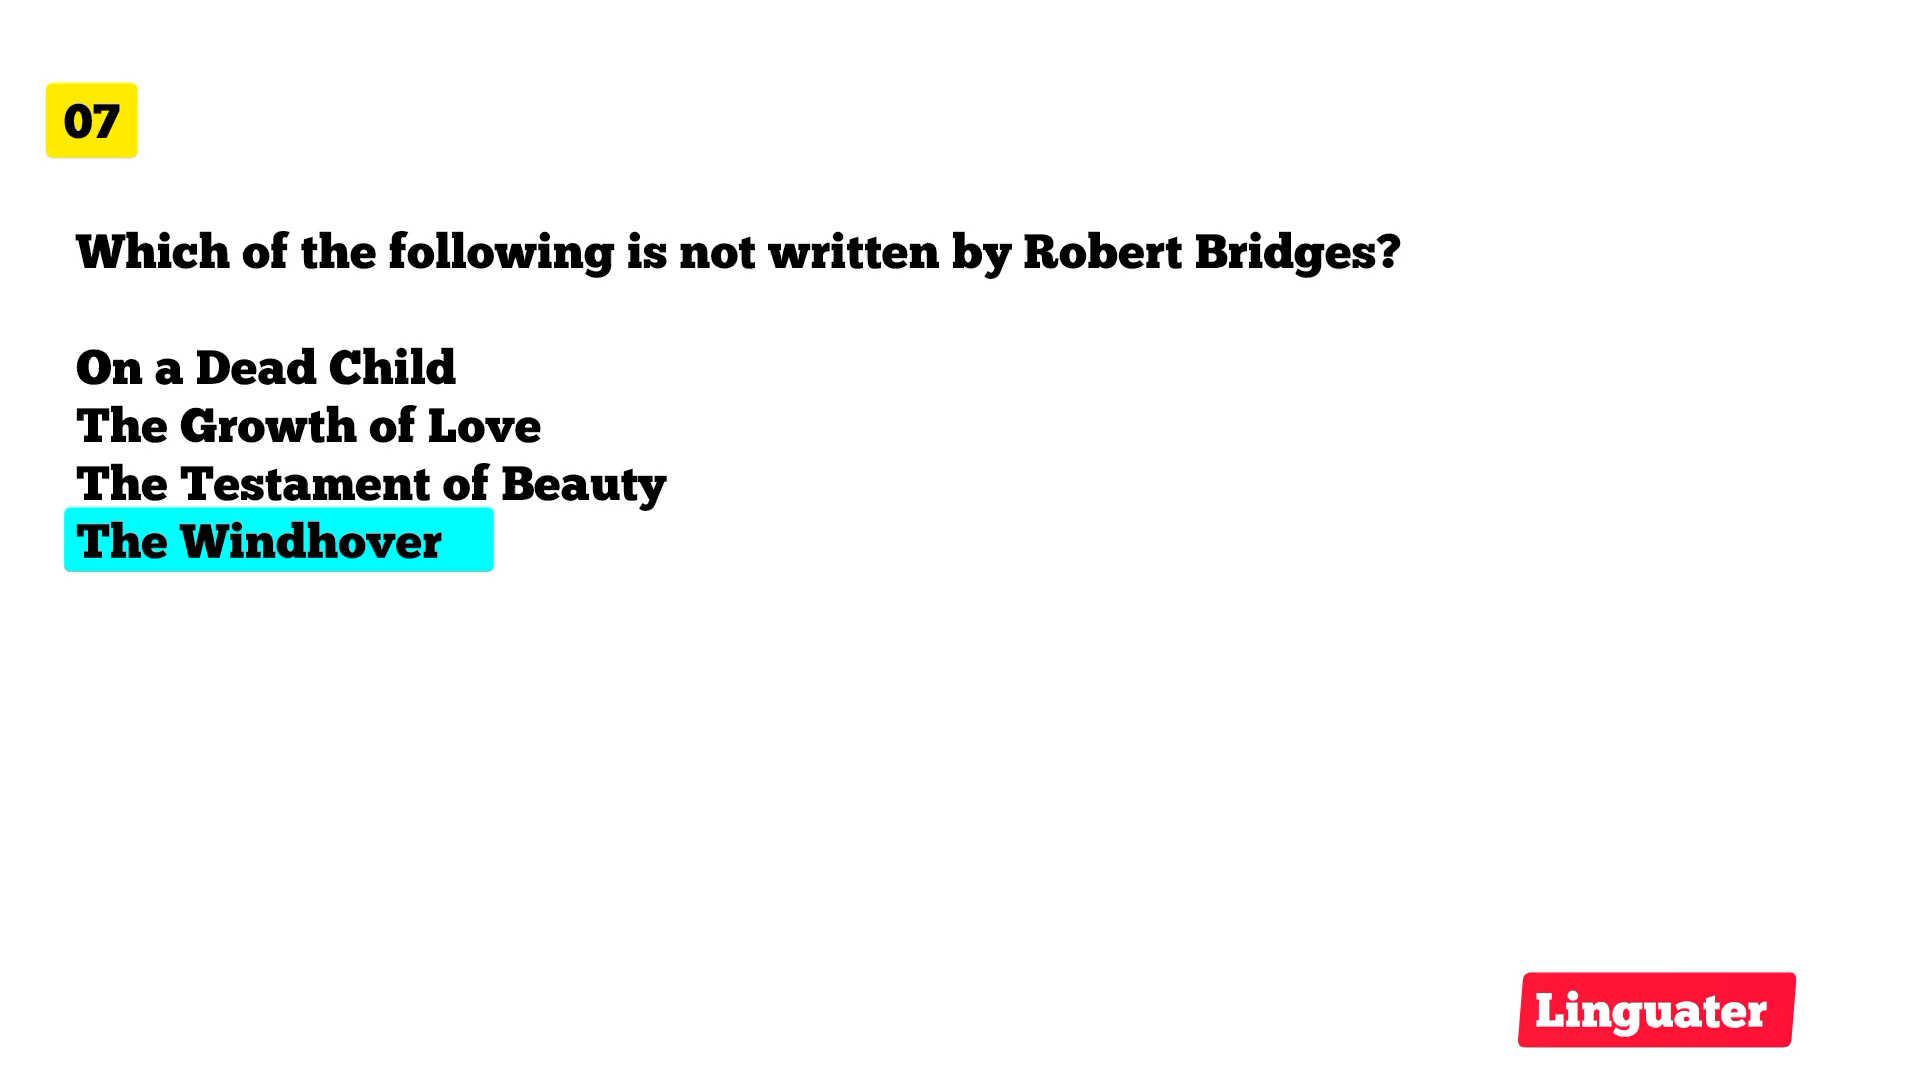 07
Which of the following is not written by Robert Bridges?
On a Dead Child
The Growth of Love
The Testament of Beauty
The Windhover
Linguater